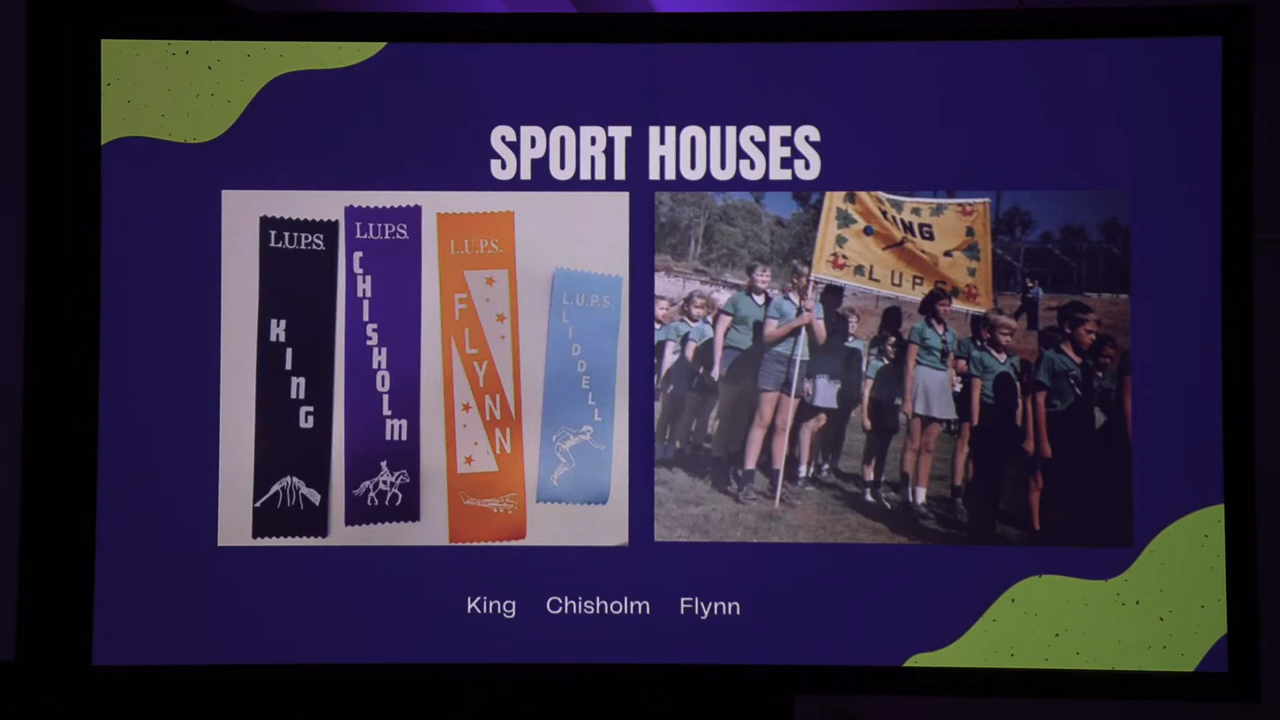 SPORT HOUSES
L.U.P.S.
King
L.U.P.S.
CHISHOLm
L.U.P.S.
FLYNN
L.U.P.S.
LIDDELL
KING
L.U.P.S.
King Chisholm Flynn